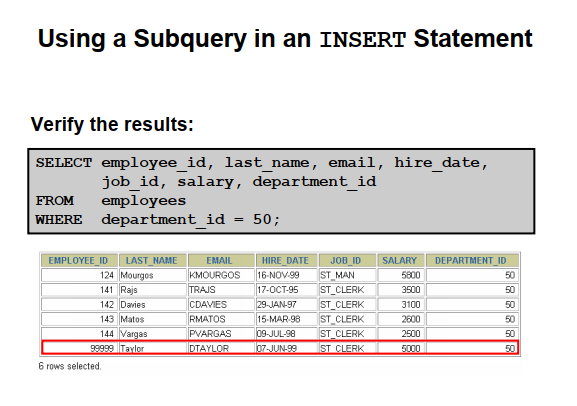 Using a Subquery in an INSERT Statement
Verify the results:
SELECT employee_id, last_name, email, hire_date,
job_id, salary, department_id
FROM employees
WHERE department_id = 50;
EMPLOYEE_ID LAST_NAME EMAIL HIRE_DATE JOB_ID SALARY DEPARTMENT_ID
124 Mourgos KMOURGOS 16-NOV-99 ST_MAN 5800 50
141 Rajs TRAJS 17-OCT-95 ST_CLERK 3500 50
142 Davies CDAVIES 29-JAN-97 ST_CLERK 3100 50
143 Matos RMATOS 15-MAR-98 ST_CLERK 2600 50
144 Vargas PVARGAS 09-JUL-98 ST_CLERK 2500 50
99999 Taylor DTAYLOR 07-JUN-99 ST_CLERK 5000 50
6 rows selected.